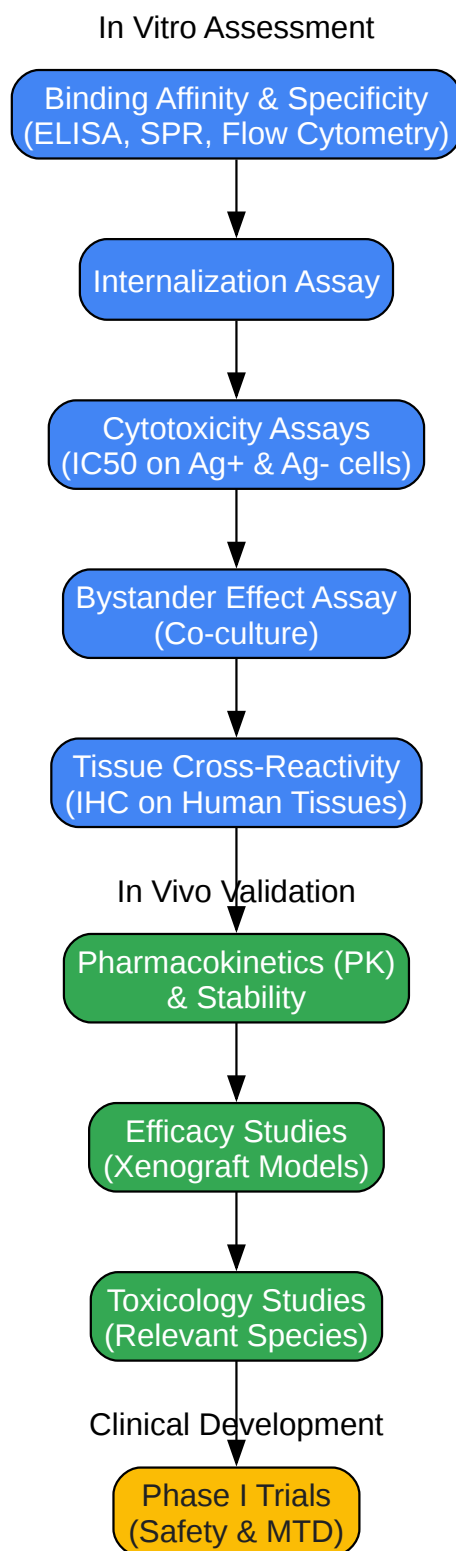 In Vitro Assessment
Binding Affinity & Specificity
(ELISA, SPR, Flow Cytometry)
Internalization Assay
Cytotoxicity Assays
(IC50 on Ag+ & Ag- cells)
Bystander Effect Assay
(Co-culture)
Tissue Cross-Reactivity
(IHC on Human Tissues)
In Vivo Validation
Pharmacokinetics (PK)
& Stability
Efficacy Studies
(Xenograft Models)
Toxicology Studies
(Relevant Species)
Clinical Development
Phase I Trials
(Safety & MTD)